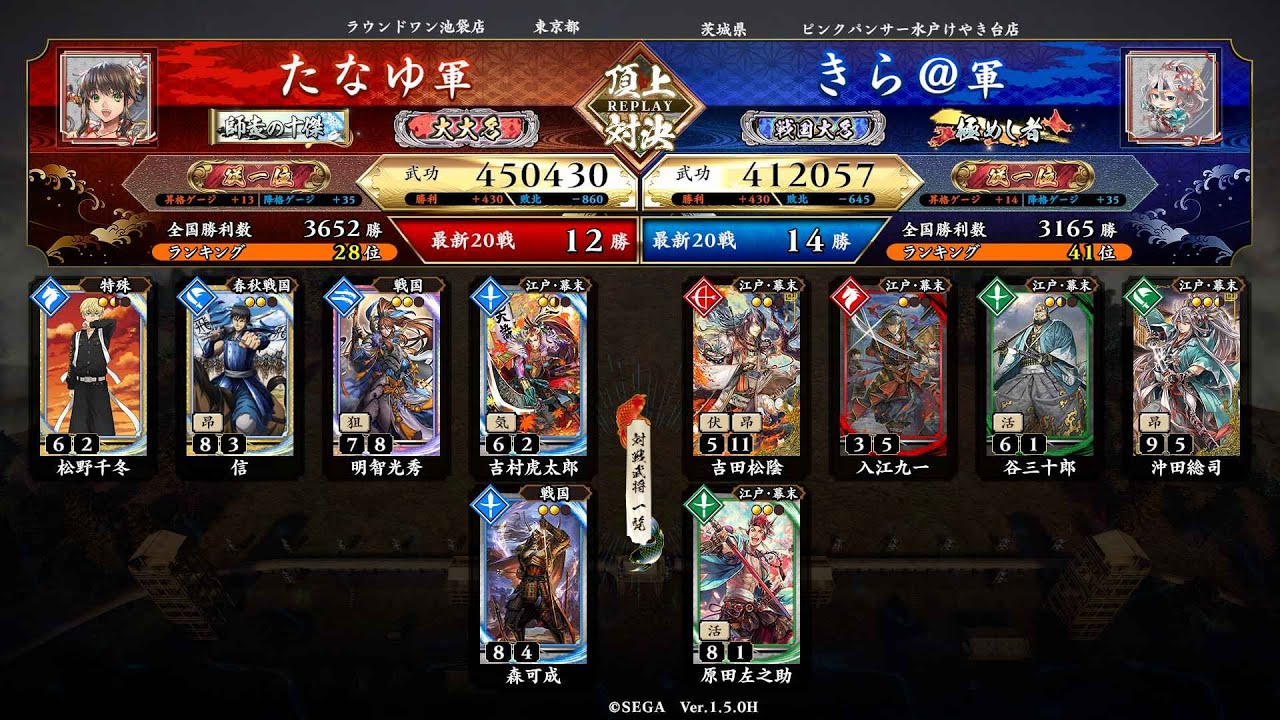 ラウンドワン池袋店 東京都 茨城県 ピンクパンサー水戸けやき台店
たなゆ軍 頂上 REPLAY 対決 きら@軍
師走の十傑 大大名 戦国大名 極めし者
従一位 武功 450430 武功 412057 従一位
昇格ゲージ +13 降格ゲージ +35 勝利 +430 敗北 -860 勝利 +430 敗北 -645 昇格ゲージ +14 降格ゲージ +35
全国勝利数 3652勝 最新20戦 12勝 最新20戦 14勝 全国勝利数 3165勝
ランキング 28位 ランキング 41位
特殊 春秋戦国 戦国 江戸・幕末 江戸・幕末 江戸・幕末 江戸・幕末 江戸・幕末
昴 狙 気 伏 昴 活 昴
6 2 8 3 7 8 6 2 5 11 3 5 6 1 9 5
松野千冬 信 明智光秀 吉村虎太郎 吉田松陰 入江九一 谷三十郎 沖田総司
対戦武将一覧
戦国 江戸・幕末
活
8 4 8 1
森可成 原田左之助
©SEGA Ver.1.5.0H